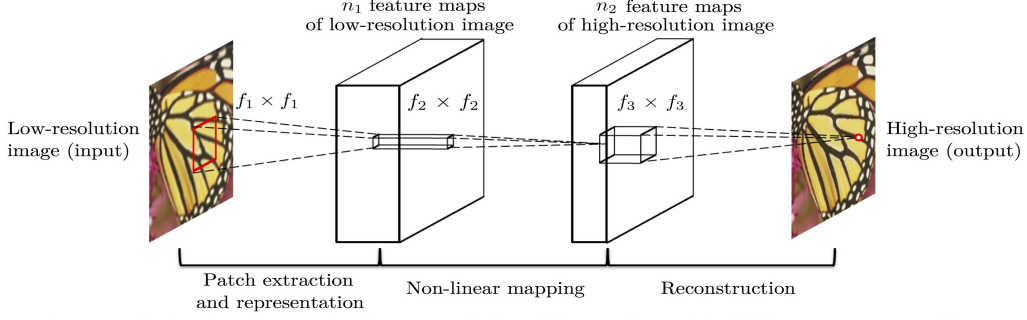 n₁ feature maps
of low-resolution image
n₂ feature maps
of high-resolution image
f₁ × f₁
f₂ × f₂
f₃ × f₃
Low-resolution
image (input)
High-resolution
image (output)
Patch extraction
and representation
Non-linear mapping
Reconstruction